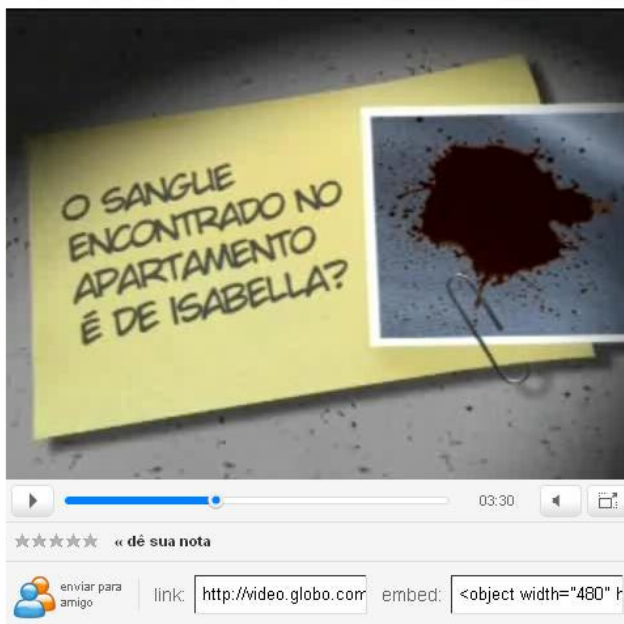 O SANGUE
ENCONTRADO NO
APARTAMENTO
É DE ISABELLA?
03:30
« dê sua nota
enviar para
amigo
link: http://video.globo.com embed: <object width="480" h